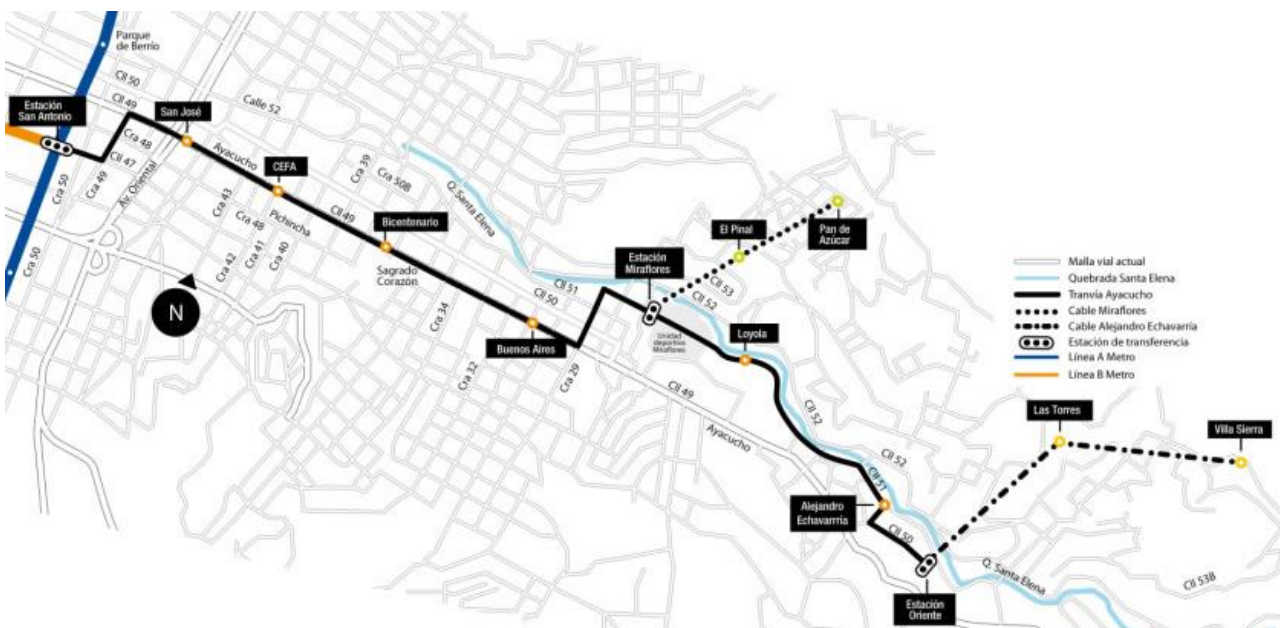 Parque
de Berrío
Cll 50
Cll 49
Calle 52
Estación
San Antonio
San José
Cra 48
Cll 47
Cra 49
Cra 50
Av. Oriental
Ayacucho
CEFA
Cra 39
Cra 50B
Q. Santa Elena
Cra 43
Pichincha
Cra 48
Cra 42
Cra 41
Cra 40
Cll 49
Bicentenario
Sagrado
Corazón
Cra 50
N
Cra 34
Cra 32
Buenos Aires
Cll 50
Cll 51
Cra 29
Estación
Miraflores
El Pinal
Pan de
Azúcar
Cll 53
Cll 52
Unidad
deportiva
Miraflores
Loyola
Cll 49
Ayacucho
Cll 52
Cll 52
Cll 51
Alejandro
Echavarrría
Cll 50
Estación
Oriente
Q. Santa Elena
Cll 53B
Las Torres
Villa Sierra
Malla vial actual
Quebrada Santa Elena
Tranvía Ayacucho
Cable Miraflores
Cable Alejandro Echavarría
Estación de transferencia
Línea A Metro
Línea B Metro